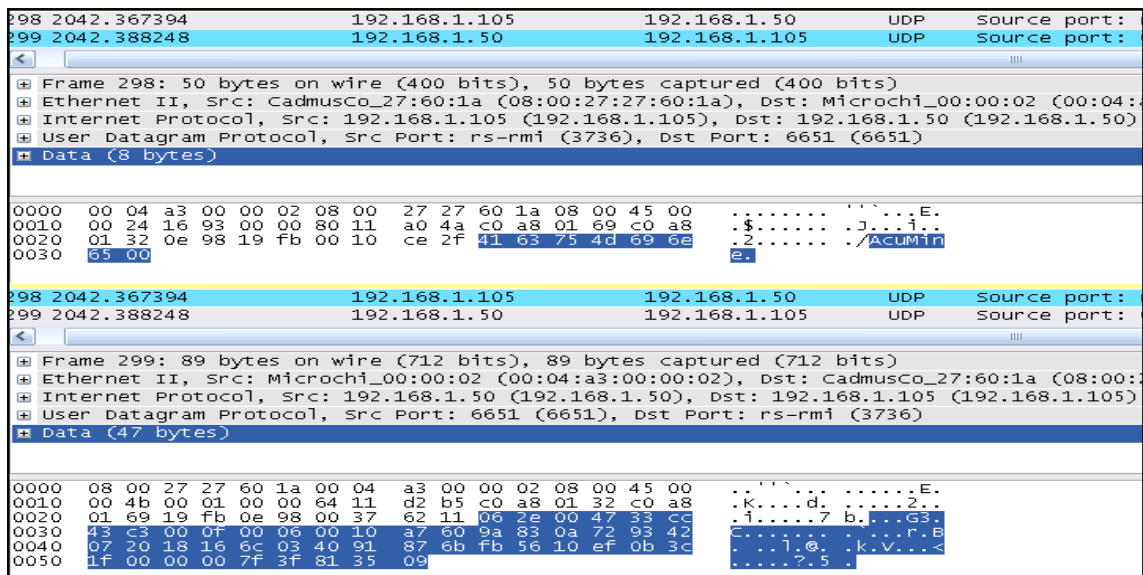 298 2042.367394 192.168.1.105 192.168.1.50 UDP Source port:
299 2042.388248 192.168.1.50 192.168.1.105 UDP Source port:
Frame 298: 50 bytes on wire (400 bits), 50 bytes captured (400 bits)
Ethernet II, Src: CadmusCo_27:60:1a (08:00:27:27:60:1a), Dst: Microchi_00:00:02 (00:04:
Internet Protocol, Src: 192.168.1.105 (192.168.1.105), Dst: 192.168.1.50 (192.168.1.50)
User Datagram Protocol, Src Port: rs-rmi (3736), Dst Port: 6651 (6651)
Data (8 bytes)
0000 00 04 a3 00 00 02 08 00 27 27 60 1a 08 00 45 00 ........ ''`...E.
0010 00 24 16 93 00 00 80 11 a0 4a c0 a8 01 69 c0 a8 .$...... .J...i..
0020 01 32 0e 98 19 fb 00 10 ce 2f 41 63 75 4d 69 6e .2...... ./AcuMin
0030 65 00 e.
298 2042.367394 192.168.1.105 192.168.1.50 UDP Source port:
299 2042.388248 192.168.1.50 192.168.1.105 UDP Source port:
Frame 299: 89 bytes on wire (712 bits), 89 bytes captured (712 bits)
Ethernet II, Src: Microchi_00:00:02 (00:04:a3:00:00:02), Dst: CadmusCo_27:60:1a (08:00:
Internet Protocol, Src: 192.168.1.50 (192.168.1.50), Dst: 192.168.1.105 (192.168.1.105)
User Datagram Protocol, Src Port: 6651 (6651), Dst Port: rs-rmi (3736)
Data (47 bytes)
0000 08 00 27 27 60 1a 00 04 a3 00 00 02 08 00 45 00 ..''`... ......E.
0010 00 4b 00 01 00 00 64 11 d2 b5 c0 a8 01 32 c0 a8 .K....d. .....2..
0020 01 69 19 fb 0e 98 00 37 62 11 06 2e 00 47 33 cc .i.....7 b....G3.
0030 43 c3 00 0f 00 06 00 10 a7 60 9a 83 0a 72 93 42 C....... .`...r.B
0040 07 20 18 16 6c 03 40 91 87 6b fb 56 10 ef 0b 3c . ..l.@. .k.V...<
0050 1f 00 00 00 7f 3f 81 35 09 .....?.5 .